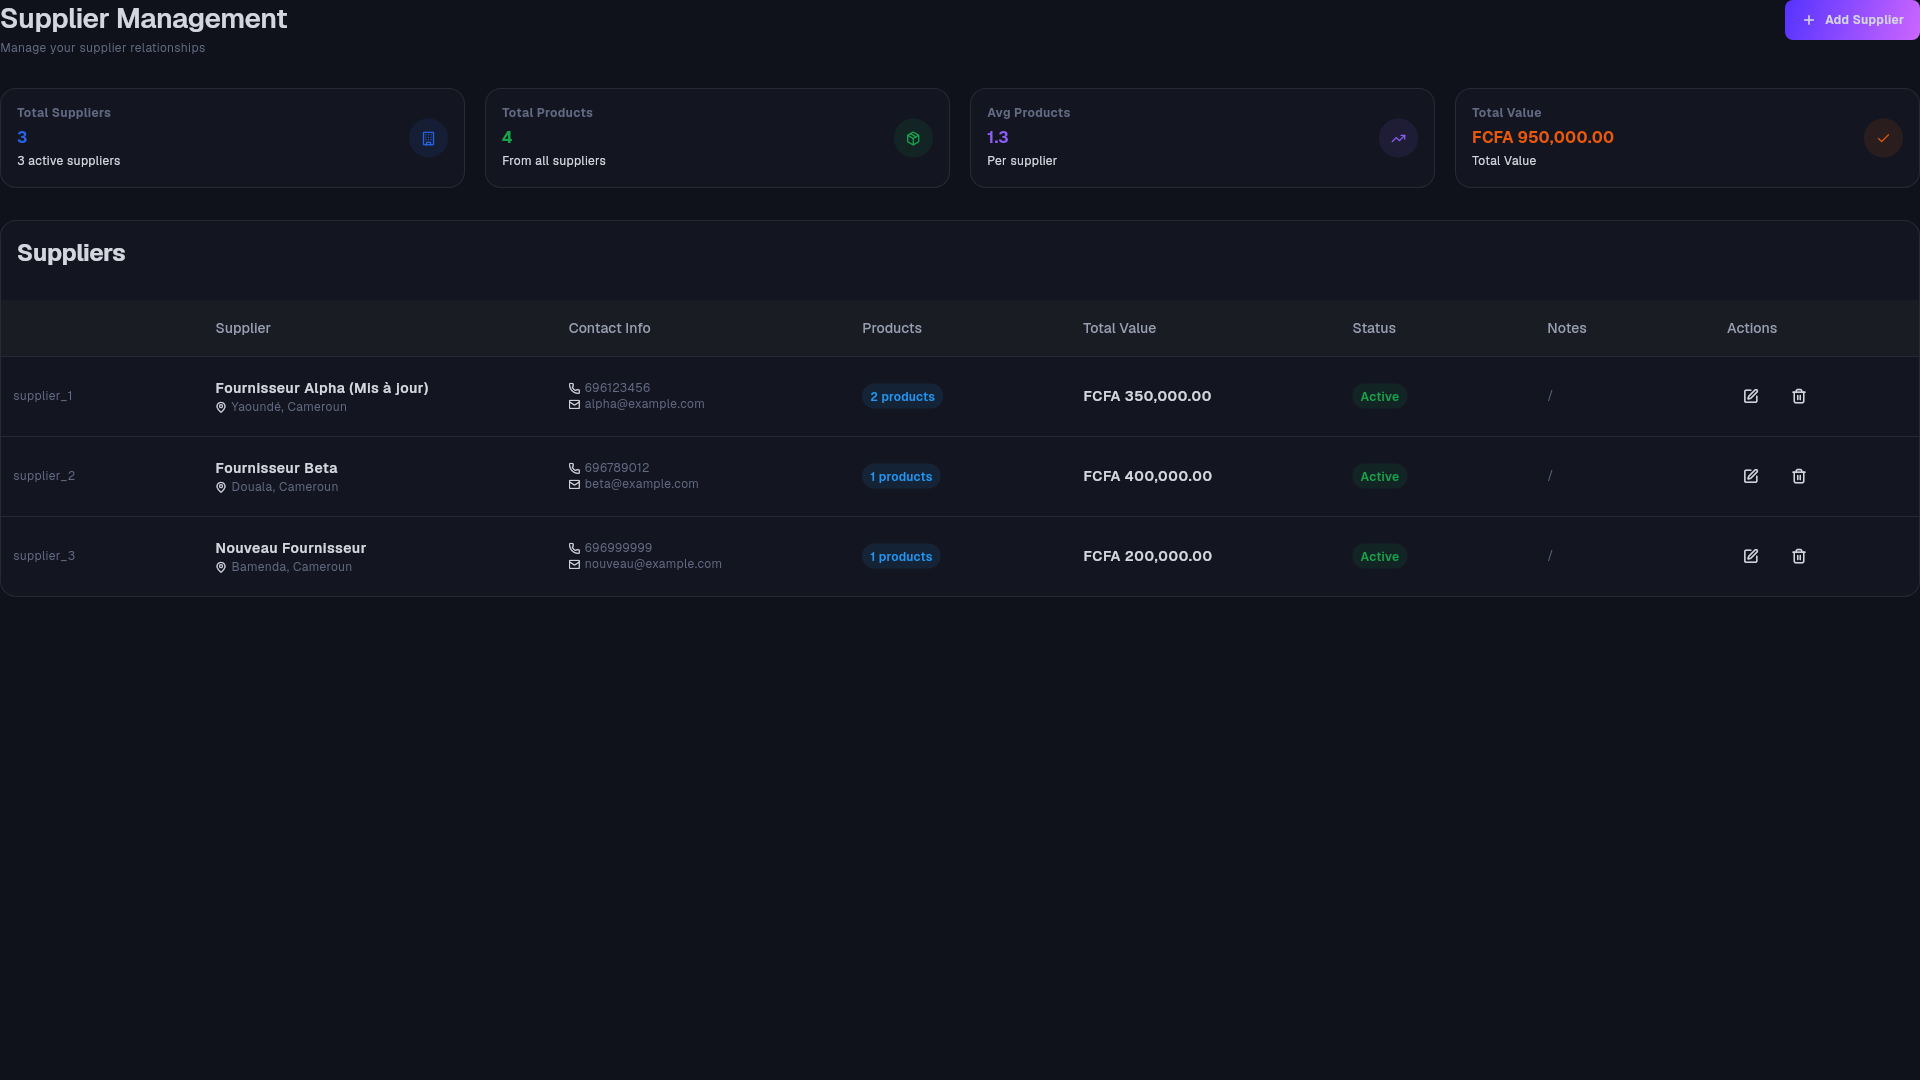 Supplier Management
Manage your supplier relationships
Add Supplier
Total Suppliers
3
3 active suppliers
Total Products
4
From all suppliers
Avg Products
1.3
Per supplier
Total Value
FCFA 950,000.00
Total Value
Suppliers
Supplier Contact Info Products Total Value Status Notes Actions
supplier_1
Fournisseur Alpha (Mis à jour)
Yaoundé, Cameroun
696123456
alpha@example.com
2 products
FCFA 350,000.00
Active
/
supplier_2
Fournisseur Beta
Douala, Cameroun
696789012
beta@example.com
1 products
FCFA 400,000.00
Active
/
supplier_3
Nouveau Fournisseur
Bamenda, Cameroun
696999999
nouveau@example.com
1 products
FCFA 200,000.00
Active
/